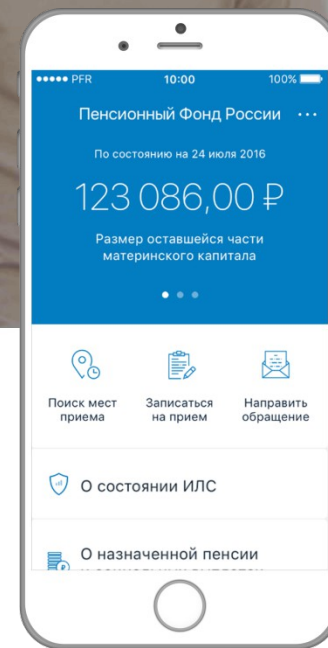 PFR 10:00 100%
Пенсионный Фонд России ...
По состоянию на 24 июля 2016
123 086,00 ₽
Размер оставшейся части
материнского капитала
Поиск мест
приема
Записаться
на прием
Направить
обращение
О состоянии ИЛС
О назначенной пенсии